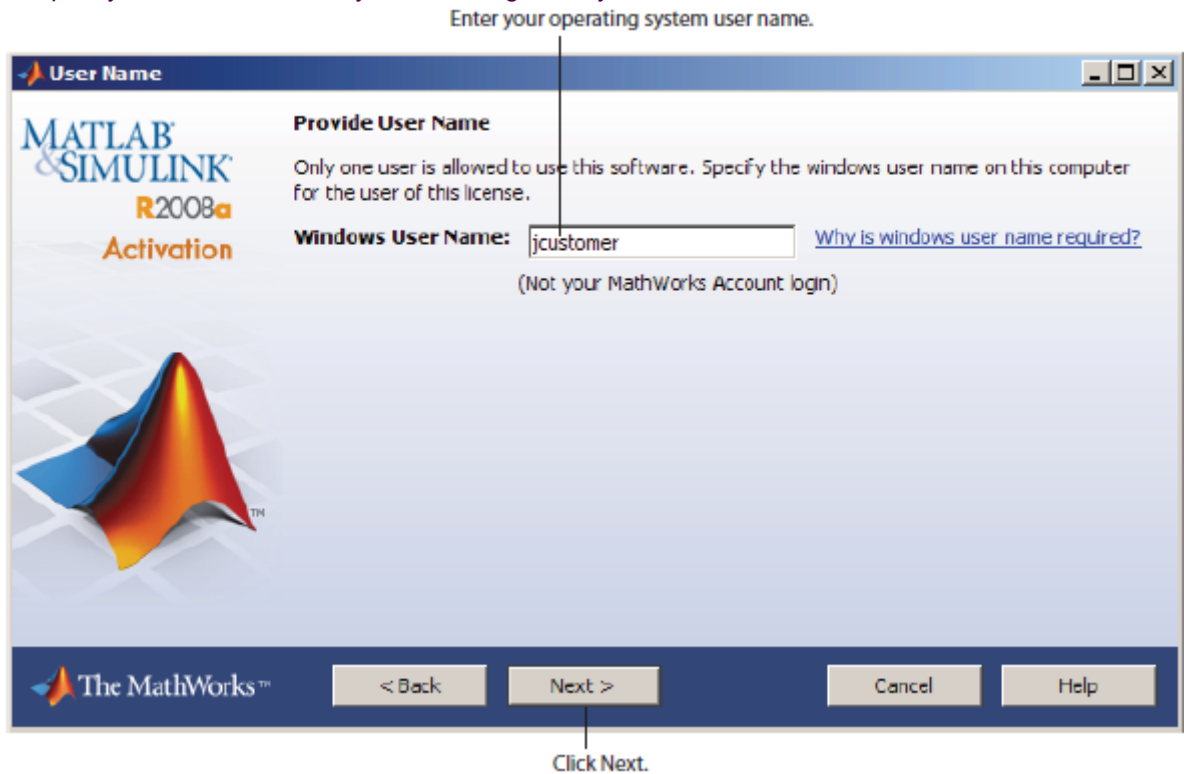 Enter your operating system user name.
User Name
MATLAB
&SIMULINK
R2008a
Activation
Provide User Name
Only one user is allowed to use this software. Specify the windows user name on this computer
for the user of this license.
Windows User Name: jcustomer Why is windows user name required?
(Not your MathWorks Account login)
TM
The MathWorks™ < Back Next > Cancel Help
Click Next.